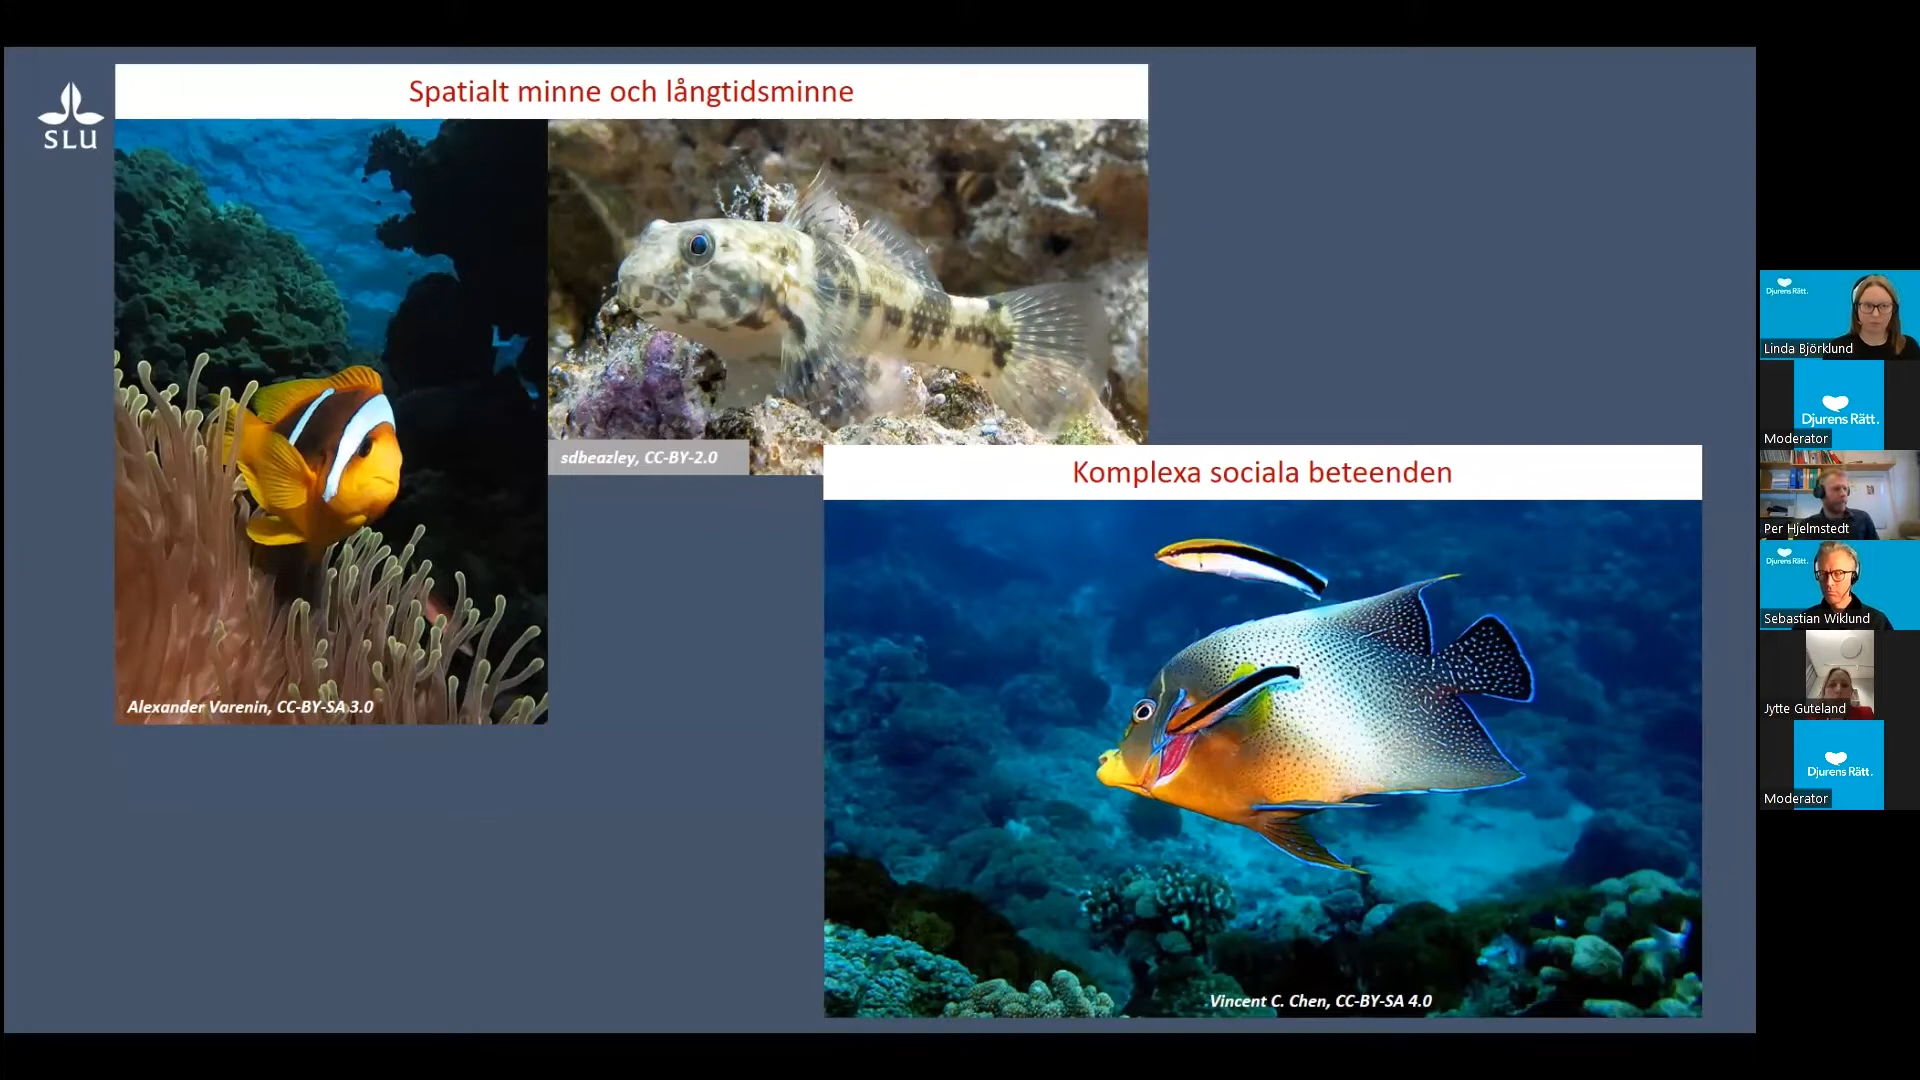 SLU
Spatialt minne och långtidsminne
sdbeazley, CC-BY-2.0
Alexander Varenin, CC-BY-SA 3.0
Komplexa sociala beteenden
Vincent C. Chen, CC-BY-SA 4.0
Djurens Rätt.
Linda Björklund
Djurens Rätt.
Moderator
Per Hjelmstedt
Djurens Rätt.
Sebastian Wiklund
Jytte Guteland
Djurens Rätt.
Moderator